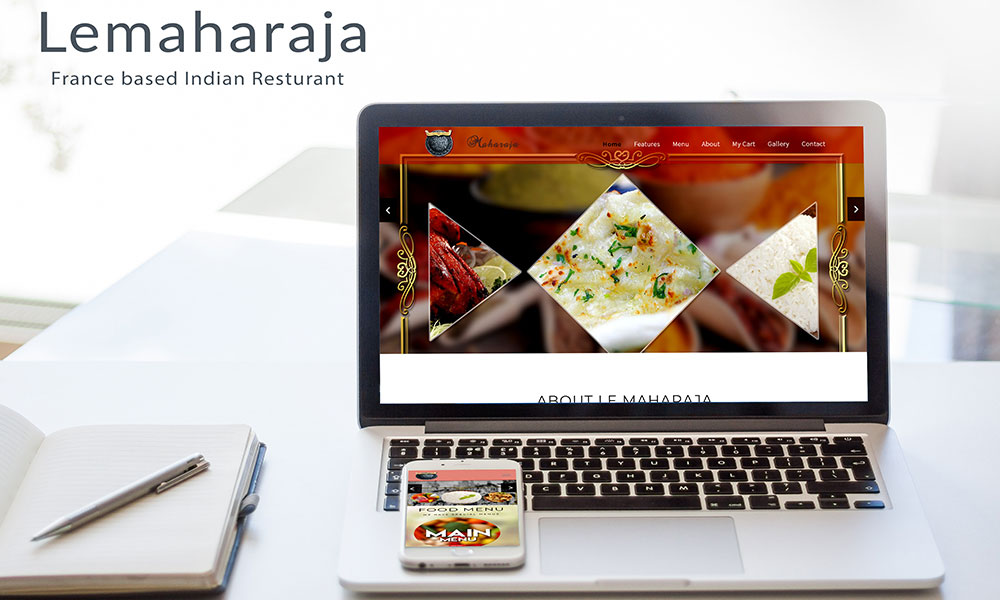 Lemaharaja
France based Indian Resturant
Maharaja
Home Features Menu About My Cart Gallery Contact
ABOUT LE MAHARAJA
FOOD MENU
MAIN
MENU